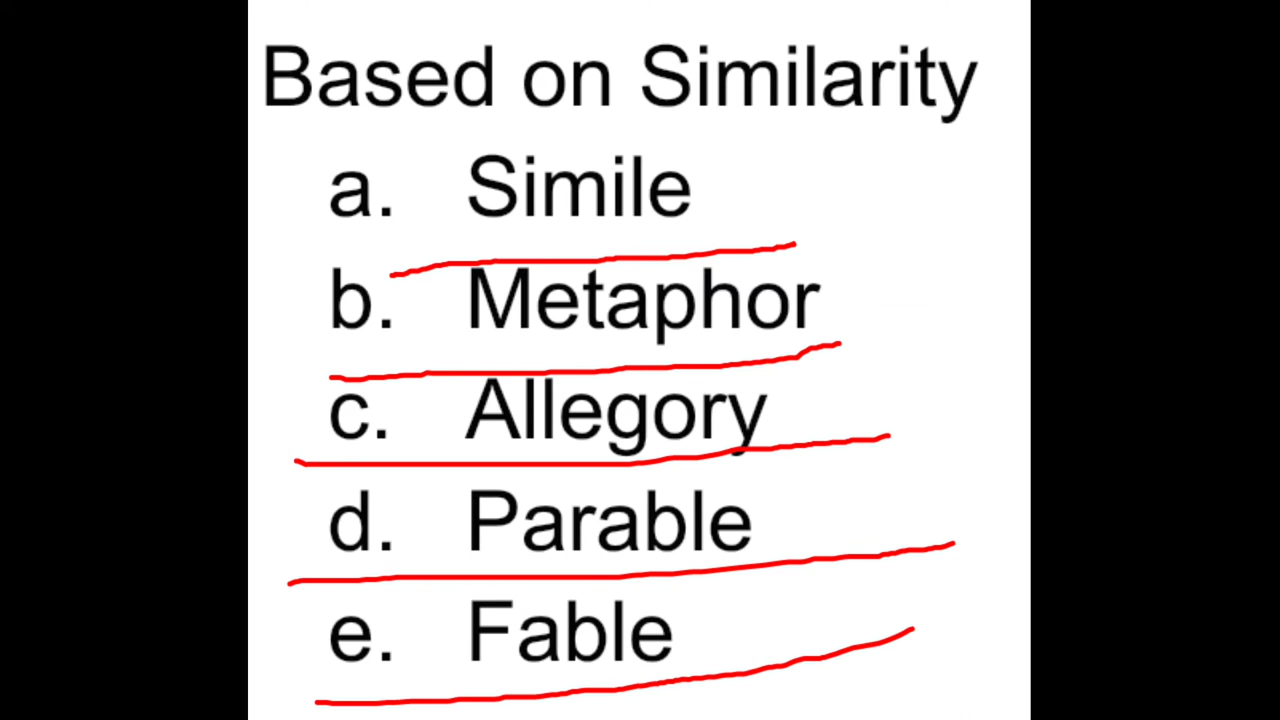 Based on Similarity
a. Simile
b. Metaphor
c. Allegory
d. Parable
e. Fable